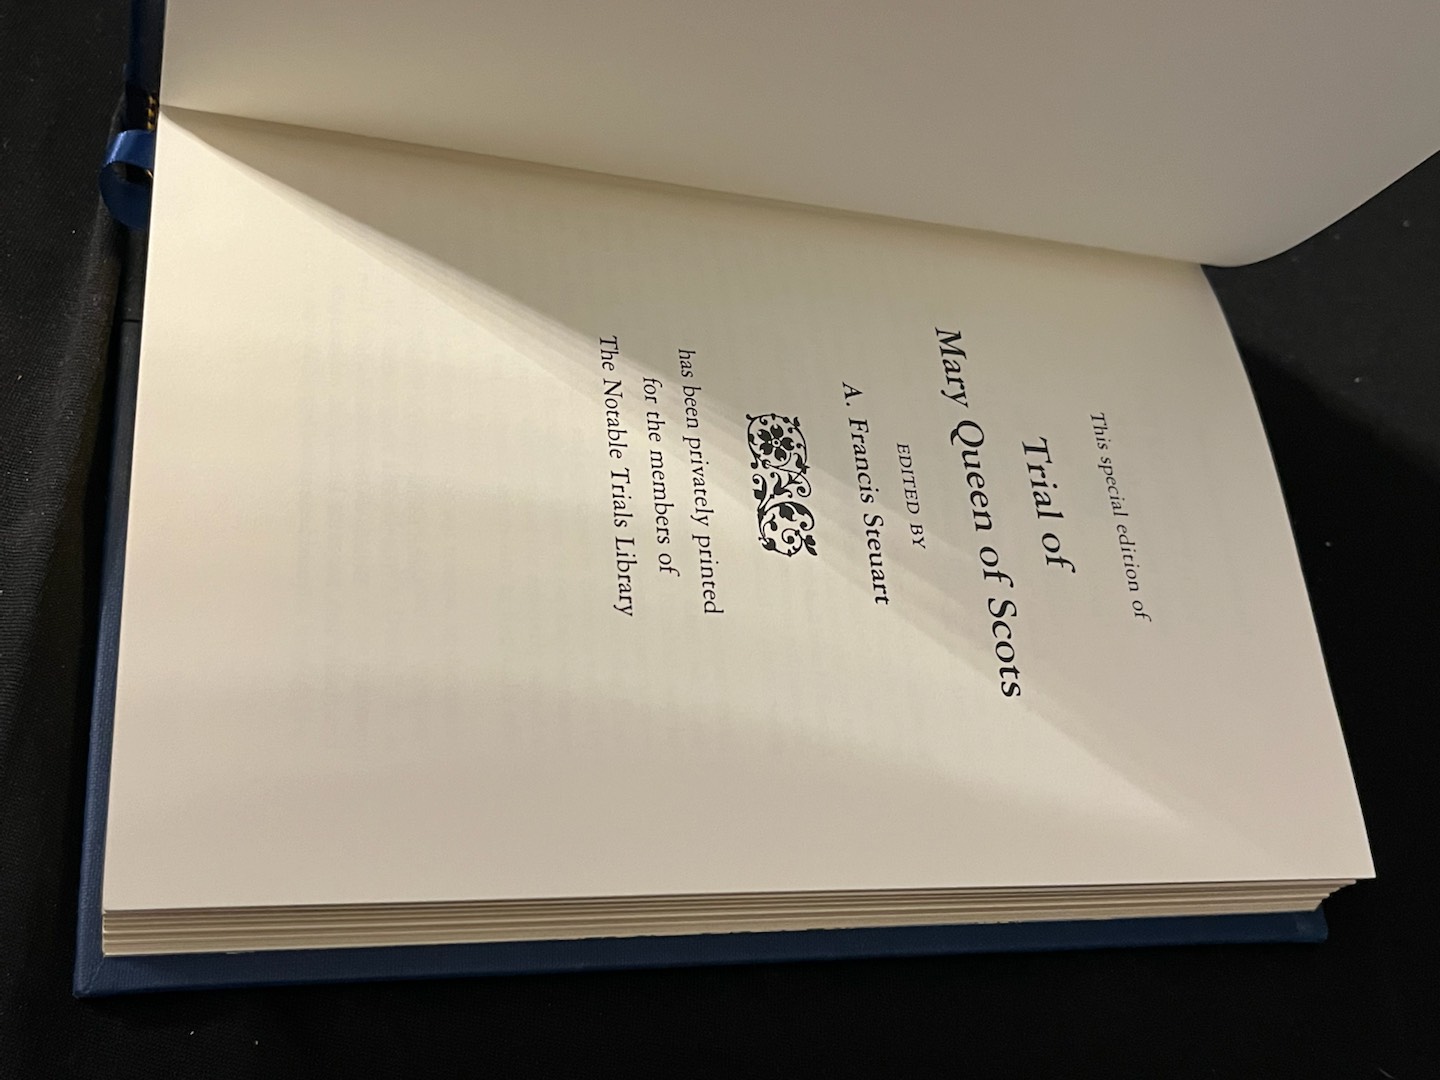 This special edition of
Trial of
Mary Queen of Scots
EDITED BY
A. Francis Steuart
has been privately printed
for the members of
The Notable Trials Library